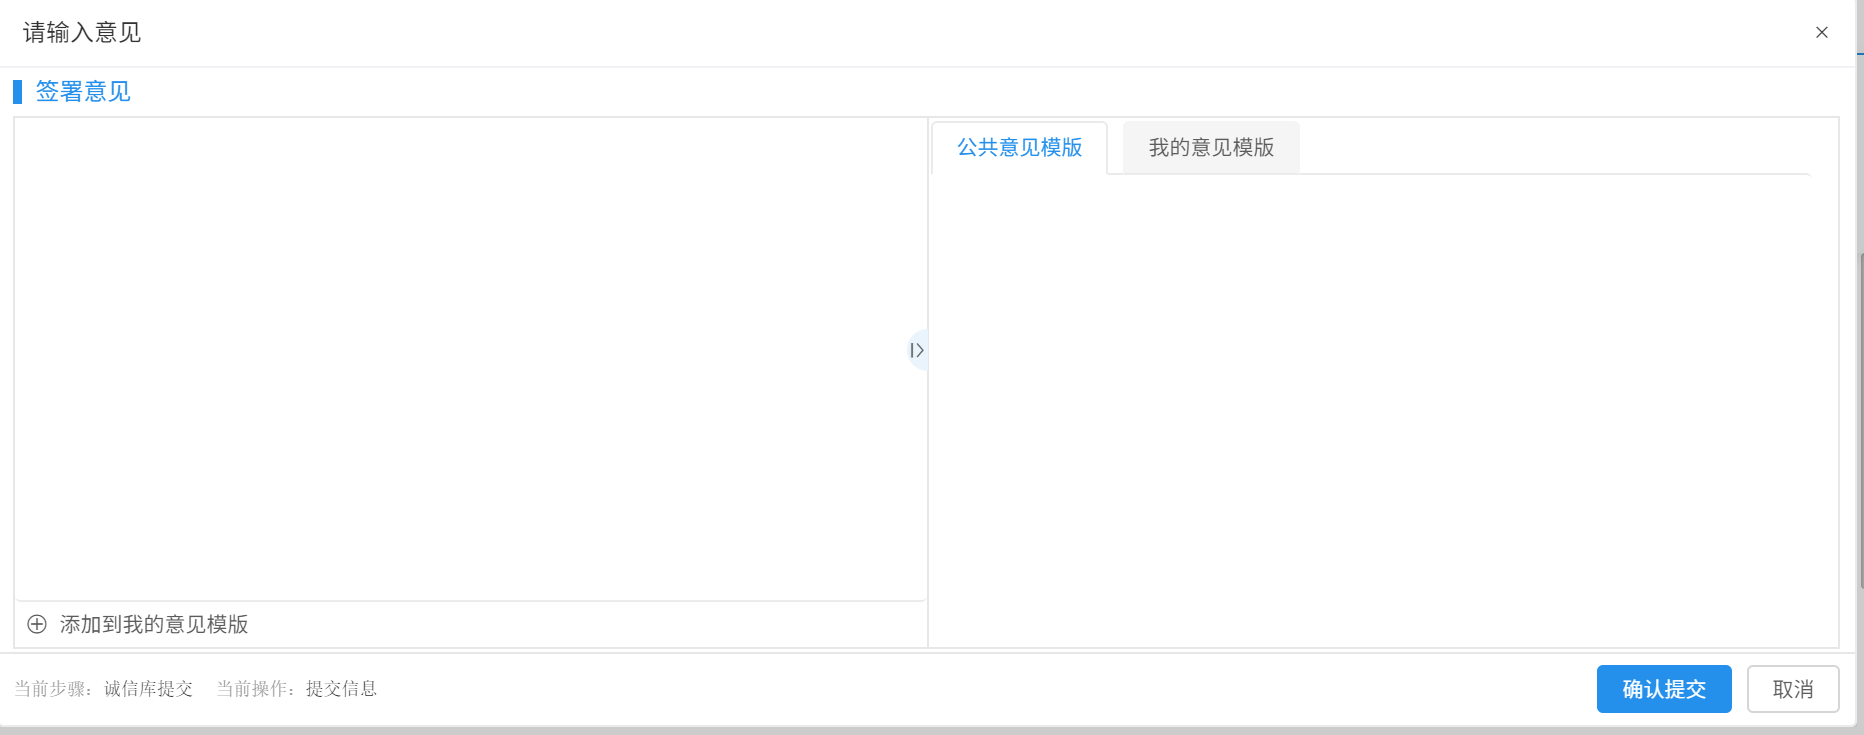 请输入意见
签署意见
公共意见模版 我的意见模版
添加到我的意见模版
当前步骤：诚信库提交 当前操作：提交信息
确认提交 取消